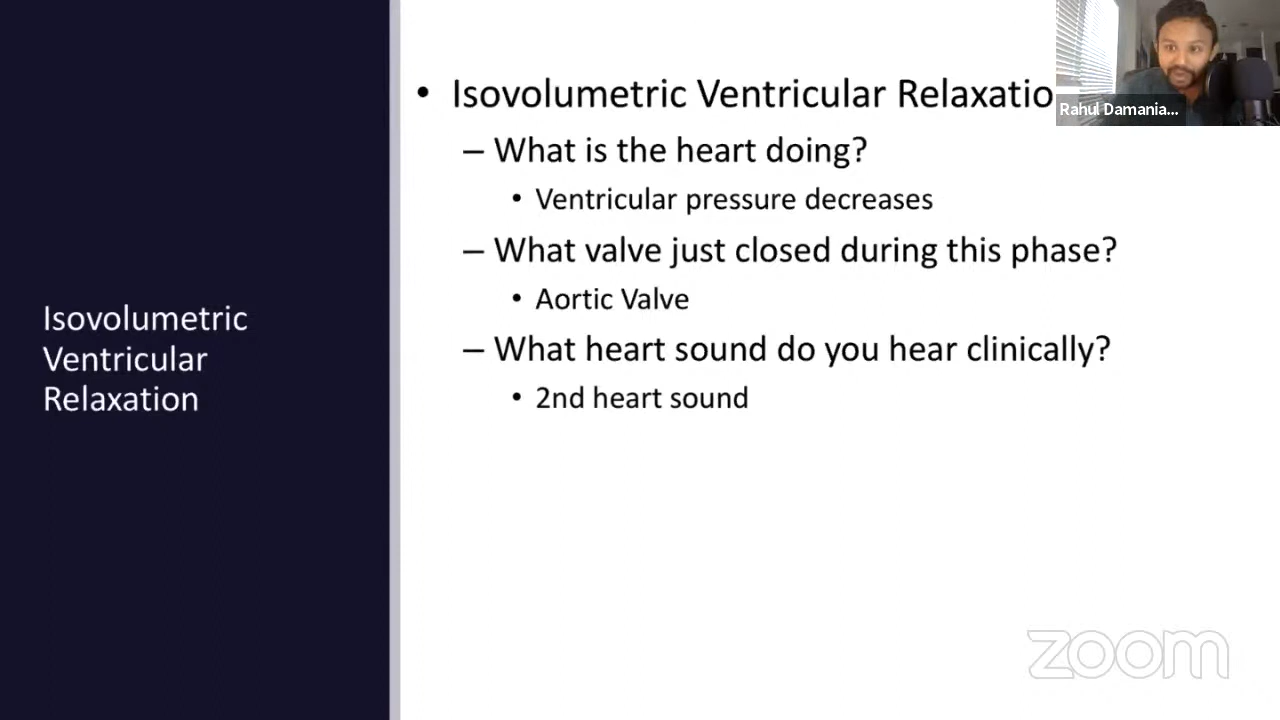 Isovolumetric Ventricular Relaxatio
– What is the heart doing?
• Ventricular pressure decreases
– What valve just closed during this phase?
• Aortic Valve
– What heart sound do you hear clinically?
• 2nd heart sound
Isovolumetric
Ventricular
Relaxation
Rahul Damania...
zoom